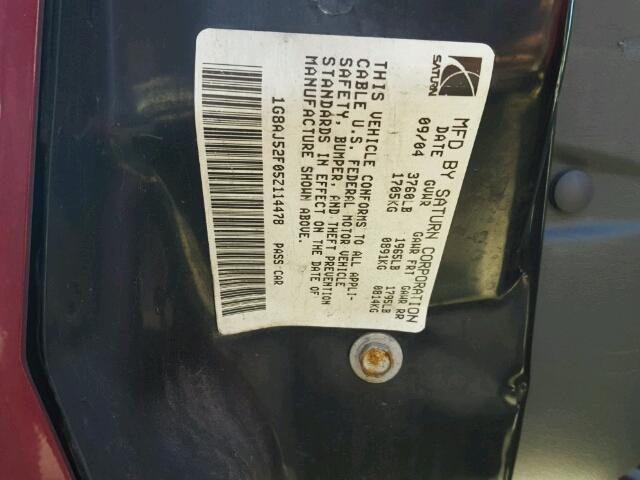 SATURN
MFD BY SATURN CORPORATION
DATE GVWR GAWR FRT GAWR RR
09/04 3760LB 1965LB 1795LB
1705KG 0891KG 0814KG
THIS VEHICLE CONFORMS TO ALL APPLI-
CABLE U.S. FEDERAL MOTOR VEHICLE
SAFETY, BUMPER, AND THEFT PREVENTION
STANDARDS IN EFFECT ON THE DATE OF
MANUFACTURE SHOWN ABOVE.
1G8AJ52F05Z114478 PASS CAR